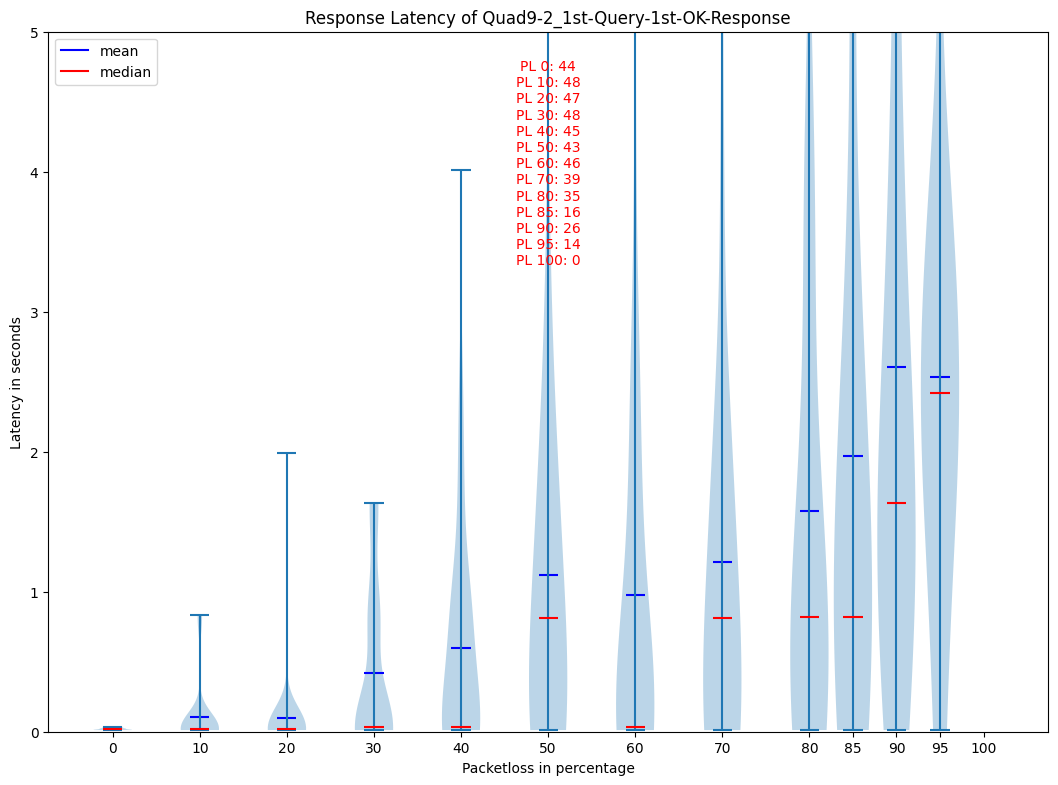 Response Latency of Quad9-2_1st-Query-1st-OK-Response
mean
median
PL 0: 44
PL 10: 48
PL 20: 47
PL 30: 48
PL 40: 45
PL 50: 43
PL 60: 46
PL 70: 39
PL 80: 35
PL 85: 16
PL 90: 26
PL 95: 14
PL 100: 0
Latency in seconds
5
4
3
2
1
0
0 10 20 30 40 50 60 70 80 85 90 95 100
Packetloss in percentage